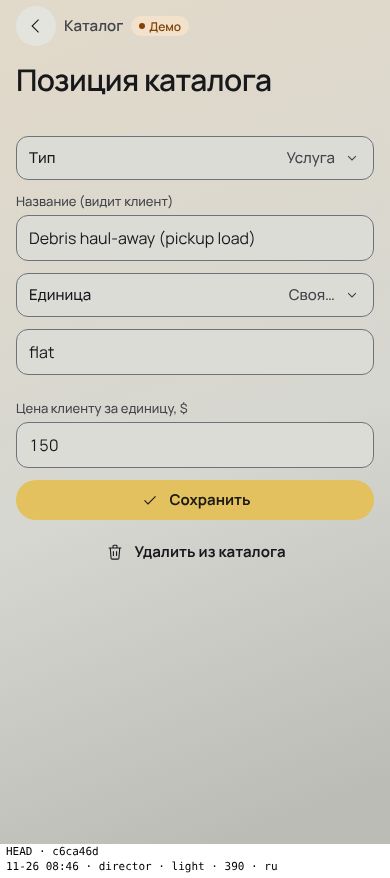 Каталог
Демо
Позиция каталога
Тип
Услуга
Название (видит клиент)
Debris haul-away (pickup load)
Единица
Своя…
flat
Цена клиенту за единицу, $
150
Сохранить
Удалить из каталога
HEAD · c6ca46d
11-26 08:46 · director · light · 390 · ru